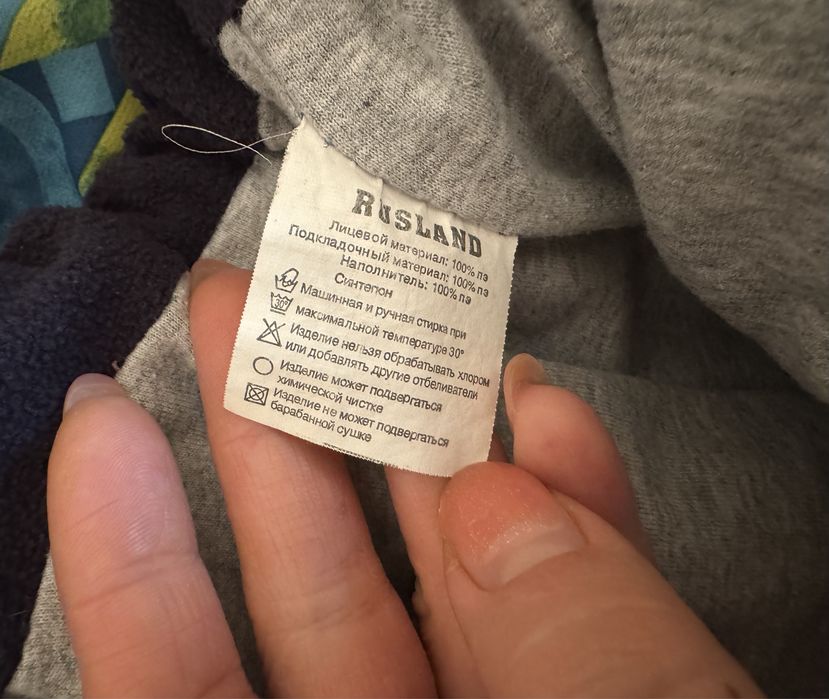 RUSLAND
Лицевой материал: 100% пэ
Подкладочный материал: 100% пэ
Наполнитель: 100% пэ
Синтепон
Машинная и ручная стирка при
30°
максимальной температуре 30°
Изделие нельзя обрабатывать хлором
или добавлять другие отбеливатели
Изделие может подвергаться
химической чистке
Изделие не может подвергаться
барабанной сушке